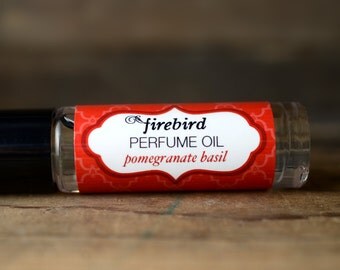 firebird
PERFUME OIL
pomegranate basil